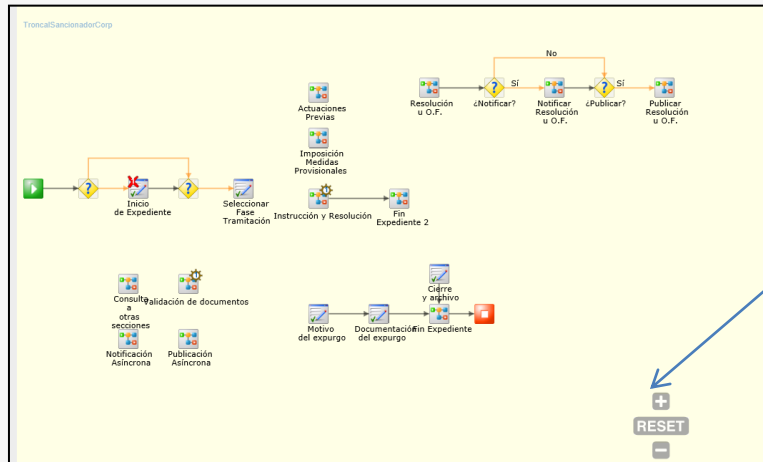 TroncalSancionadorCorp
No
Sí
Sí
Resolución
u O.F.
¿Notificar?
Notificar
Resolución
u O.F.
¿Publicar?
Publicar
Resolución
u O.F.
Actuaciones
Previas
Imposición
Medidas
Provisionales
Inicio
de Expediente
Seleccionar
Fase
Tramitación
Instrucción y Resolución
Fin
Expediente 2
Consulta
a
otras
secciones
Validación de documentos
Cierre
y archivo
Motivo
del expurgo
Documentación
del expurgo
Fin Expediente
Notificación
Asíncrona
Publicación
Asíncrona
+
RESET
−